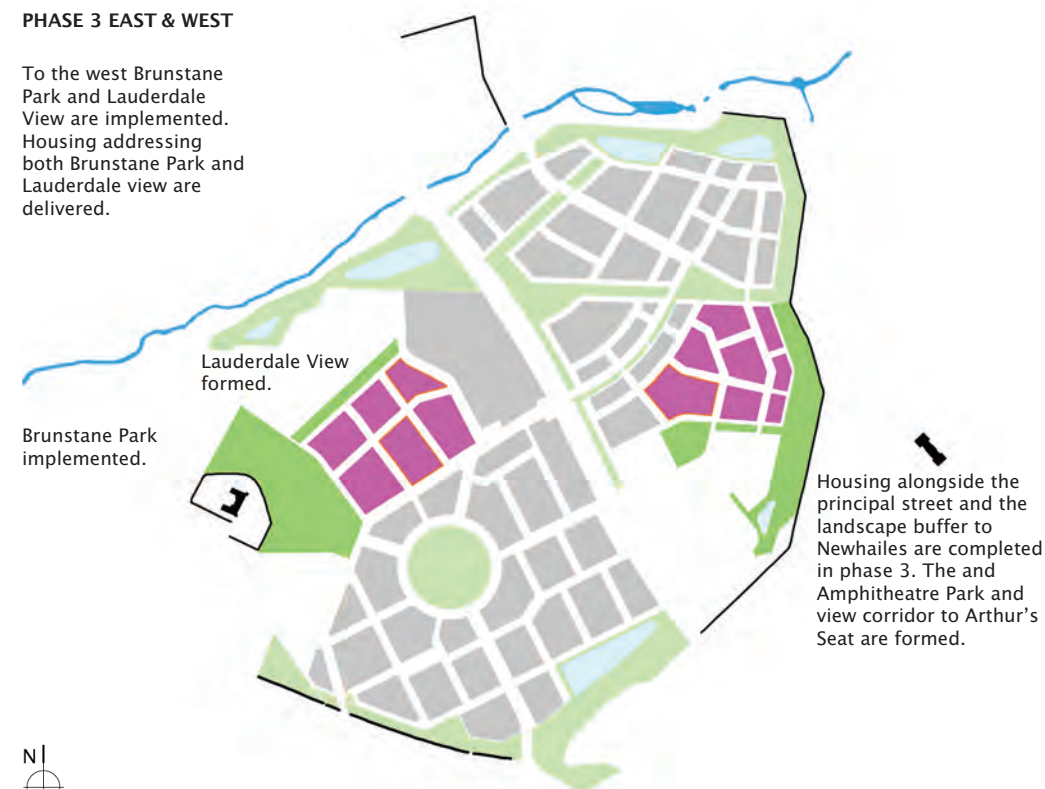 PHASE 3 EAST & WEST
To the west Brunstane
Park and Lauderdale
View are implemented.
Housing addressing
both Brunstane Park and
Lauderdale view are
delivered.
Lauderdale View
formed.
Brunstane Park
implemented.
Housing alongside the
principal street and the
landscape buffer to
Newhailes are completed
in phase 3. The and
Amphitheatre Park and
view corridor to Arthur’s
Seat are formed.
N